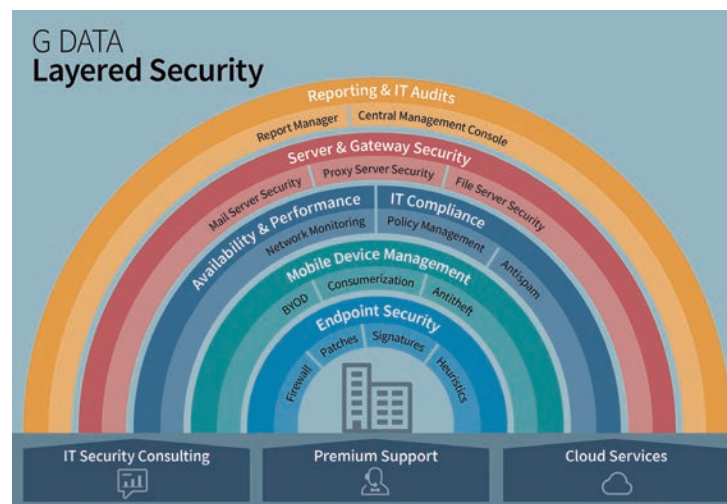 G DATA
Layered Security
Reporting & IT Audits
Report Manager
Central Management Console
Server & Gateway Security
Mail Server Security
Proxy Server Security
File Server Security
Availability & Performance
IT Compliance
Network Monitoring
Policy Management
Antispam
Mobile Device Management
BYOD
Consumerization
Antitheft
Endpoint Security
Firewall
Patches
Signatures
Heuristics
IT Security Consulting
Premium Support
Cloud Services